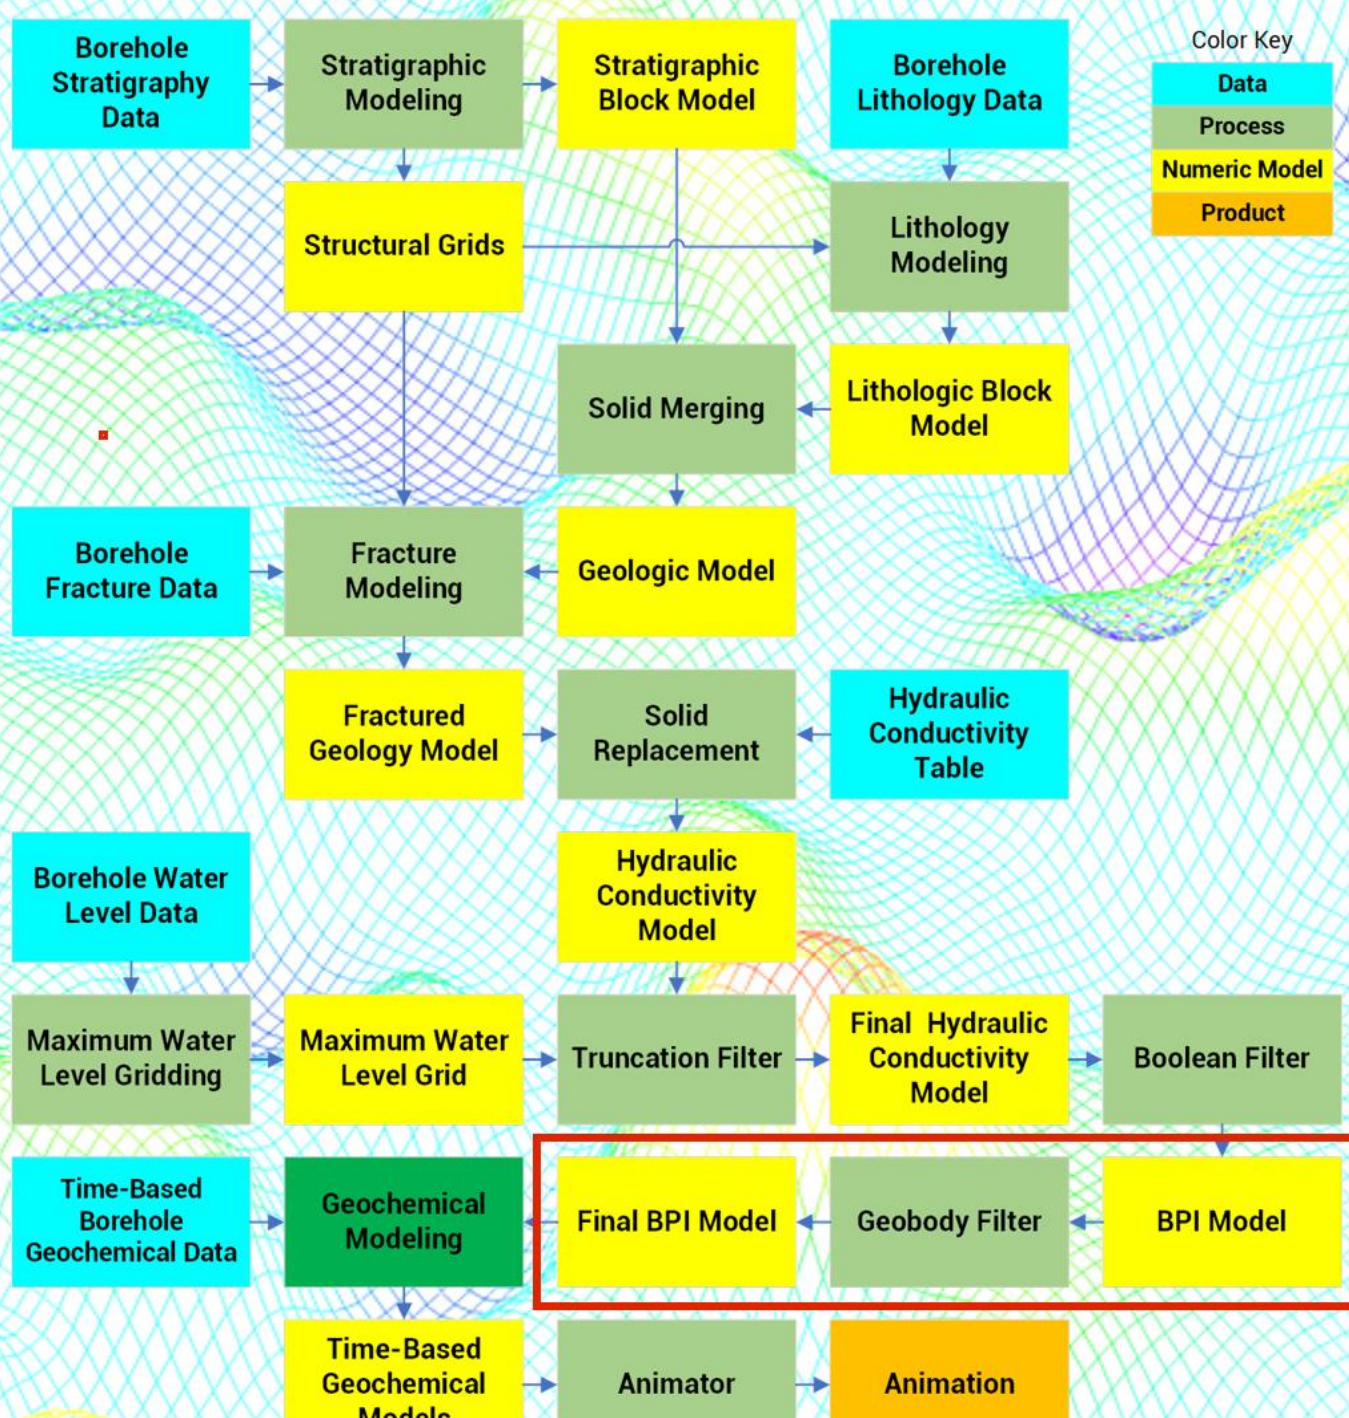 Borehole
Stratigraphy
Data
Stratigraphic
Modeling
Stratigraphic
Block Model
Borehole
Lithology Data
Color Key
Data
Process
Numeric Model
Product
Structural Grids
Lithology
Modeling
Solid Merging
Lithologic Block
Model
Borehole
Fracture Data
Fracture
Modeling
Geologic Model
Fractured
Geology Model
Solid
Replacement
Hydraulic
Conductivity
Table
Borehole Water
Level Data
Hydraulic
Conductivity
Model
Maximum Water
Level Gridding
Maximum Water
Level Grid
Truncation Filter
Final Hydraulic
Conductivity
Model
Boolean Filter
Time-Based
Borehole
Geochemical Data
Geochemical
Modeling
Final BPI Model
Geobody Filter
BPI Model
Time-Based
Geochemical
Models
Animator
Animation